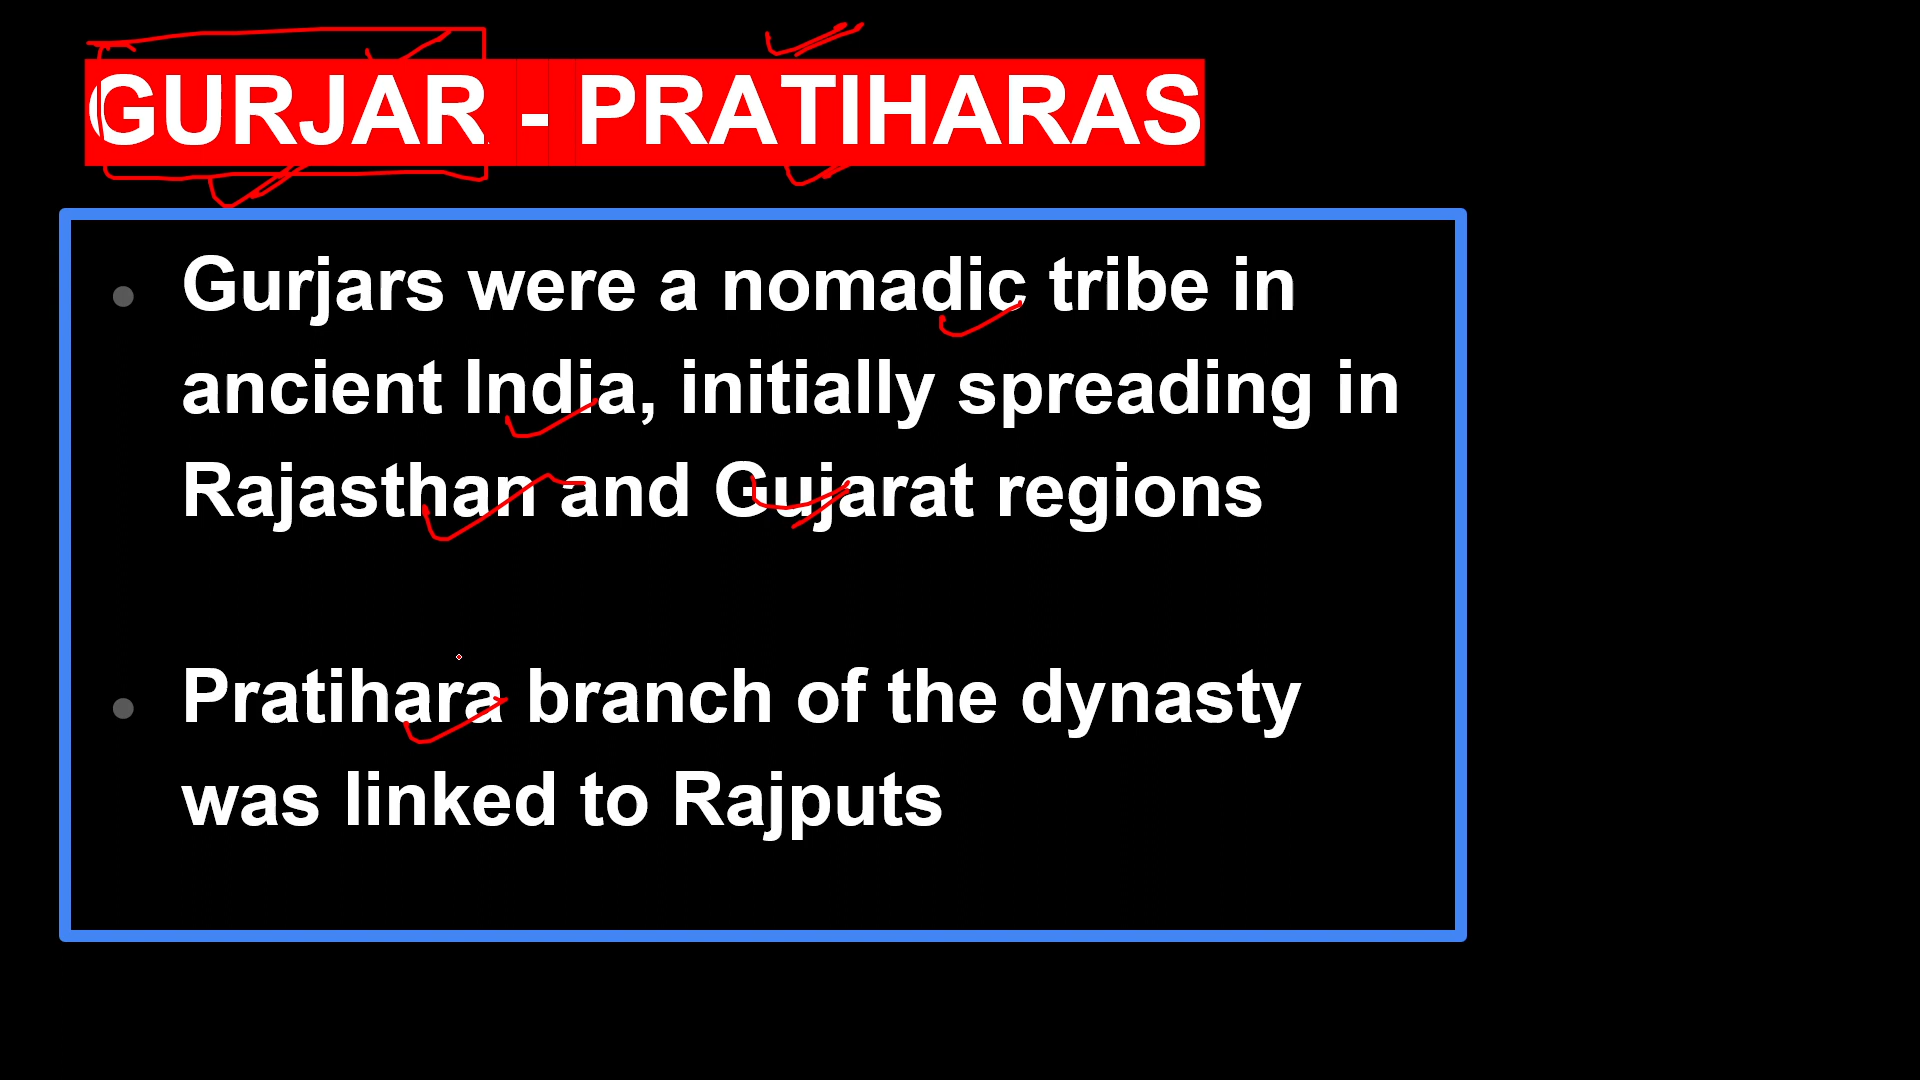 GURJAR - PRATIHARAS
Gurjars were a nomadic tribe in
ancient India, initially spreading in
Rajasthan and Gujarat regions
Pratihara branch of the dynasty
was linked to Rajputs